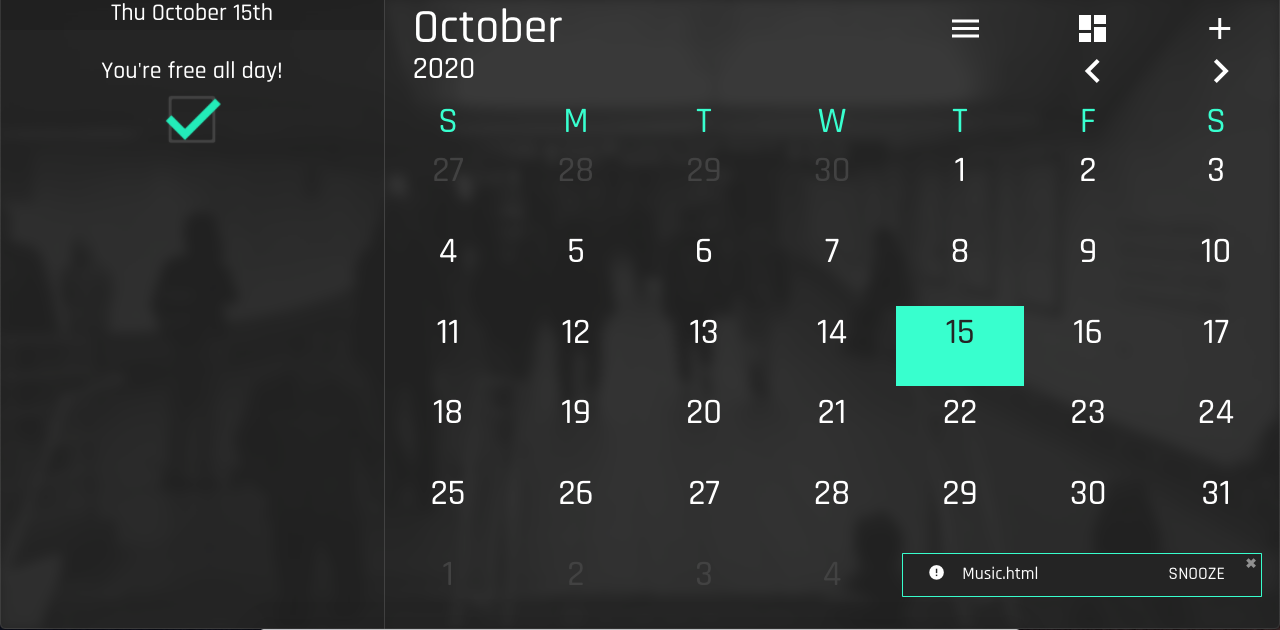 Thu October 15th
You're free all day!
October
2020
S M T W T F S
27 28 29 30 1 2 3
4 5 6 7 8 9 10
11 12 13 14 15 16 17
18 19 20 21 22 23 24
25 26 27 28 29 30 31
1 2 3 4
Music.html SNOOZE